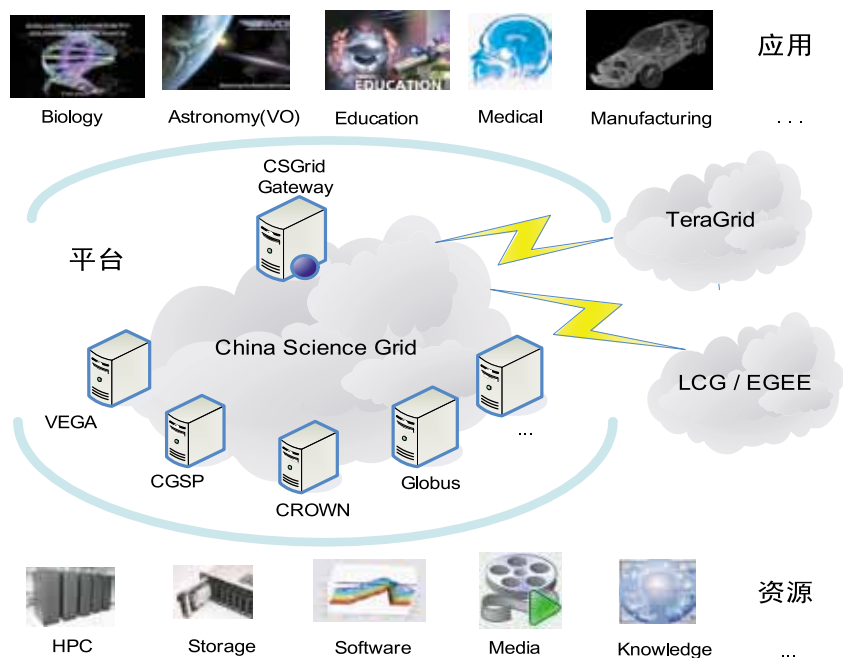 应用
Biology
Astronomy(VO)
EDUCATION
Education
Medical
Manufacturing
. . .
CSGrid
Gateway
平台
TeraGrid
China Science Grid
LCG / EGEE
VEGA
CGSP
CROWN
Globus
...
资源
HPC
Storage
Software
Media
Knowledge
...